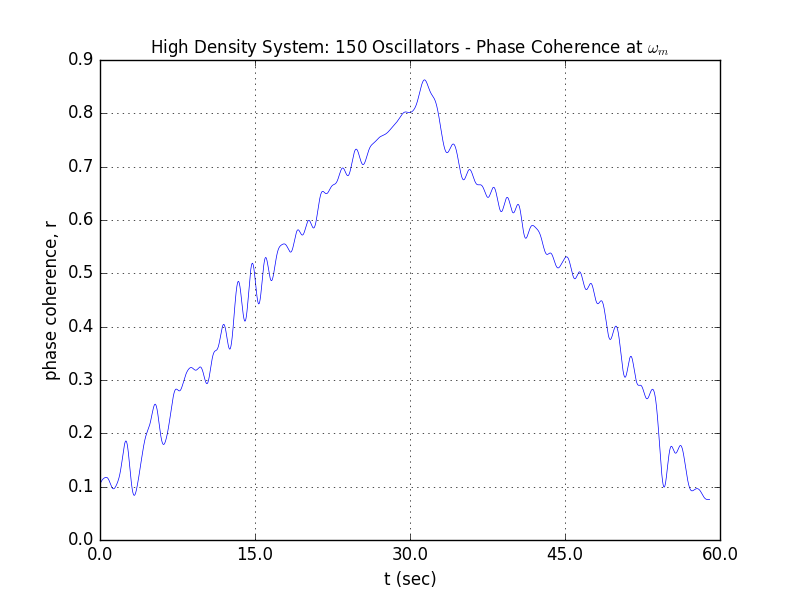 High Density System: 150 Oscillators - Phase Coherence at ωₘ
0.9
0.8
0.7
0.6
0.5
0.4
0.3
0.2
0.1
0.0
phase coherence, r
0.0 15.0 30.0 45.0 60.0
t (sec)